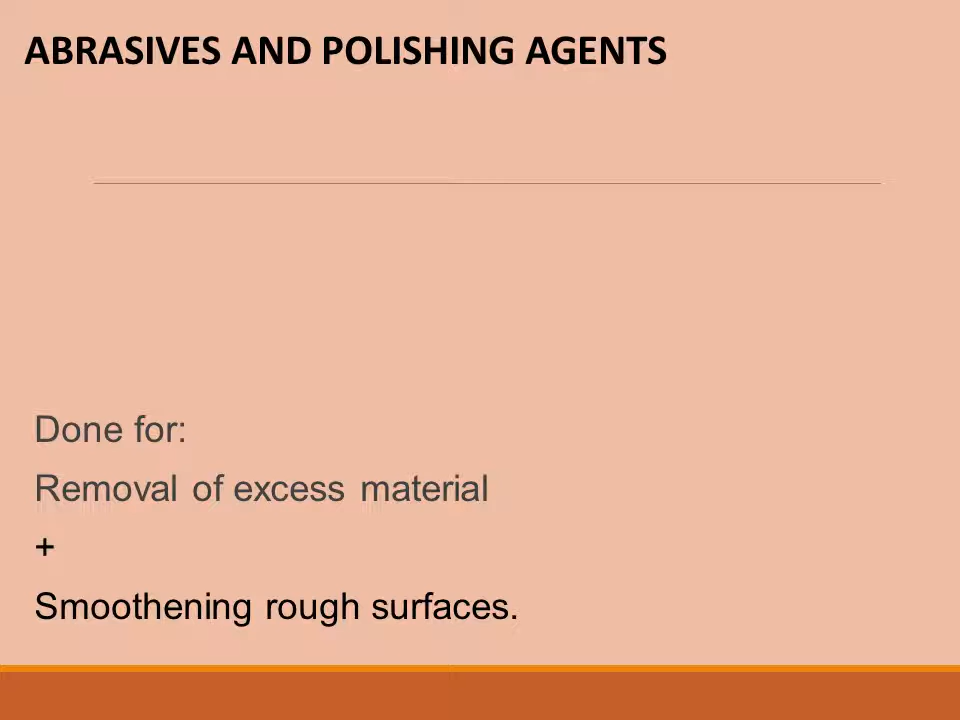 ABRASIVES AND POLISHING AGENTS
Done for:
Removal of excess material
+
Smoothening rough surfaces.